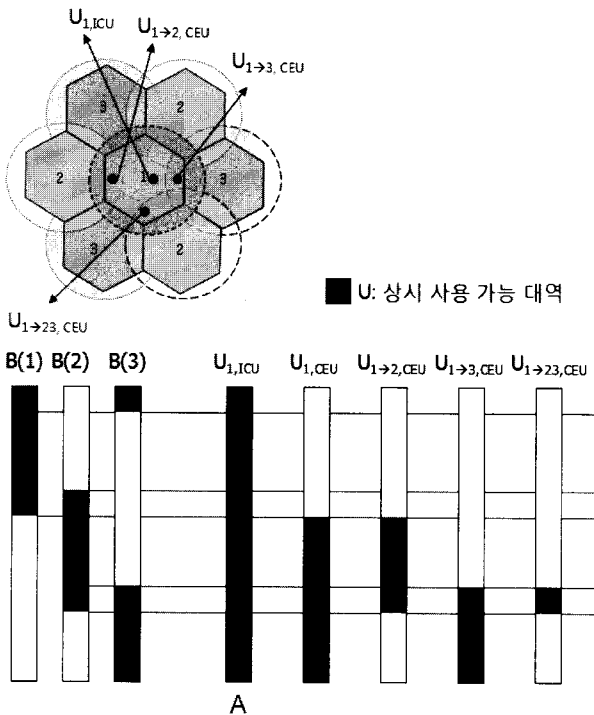 U1,ICU
U1→2, CEU
U1→3, CEU
3
2
2
1
3
3
2
U1→23, CEU
U: 상시 사용 가능 대역
B(1) B(2) B(3) U1,ICU U1,CEU U1→2,CEU U1→3,CEU U1→23,CEU
A